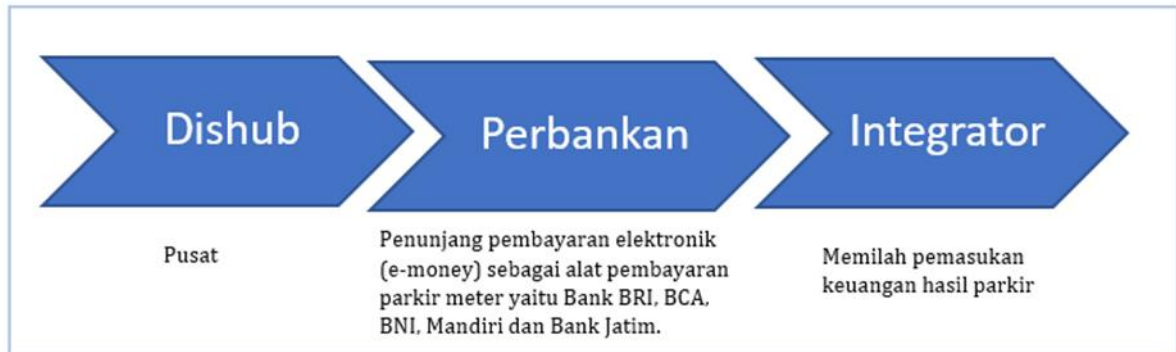 Dishub
Perbankan
Integrator
Pusat
Penunjang pembayaran elektronik
(e-money) sebagai alat pembayaran
parkir meter yaitu Bank BRI, BCA,
BNI, Mandiri dan Bank Jatim.
Memilah pemasukan
keuangan hasil parkir